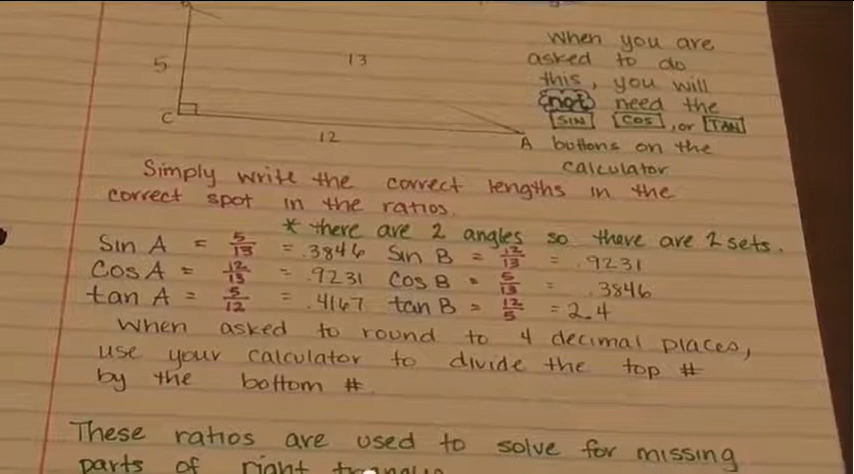 When you are
asked to do
this, you will
not need the
SIN COS, or TAN
buttons on the
calculator
5
13
C
12
A
Simply write the correct lengths in the
correct spot in the ratios.
* there are 2 angles so there are 2 sets.
Sin A = 5/13 = .3846 Sin B = 12/13 = .9231
Cos A = 12/13 = .9231 Cos B = 5/13 = .3846
tan A = 5/12 = .4167 tan B = 12/5 = 2.4
When asked to round to 4 decimal places,
use your calculator to divide the top #
by the bottom #.
These ratios are used to solve for missing
parts of right